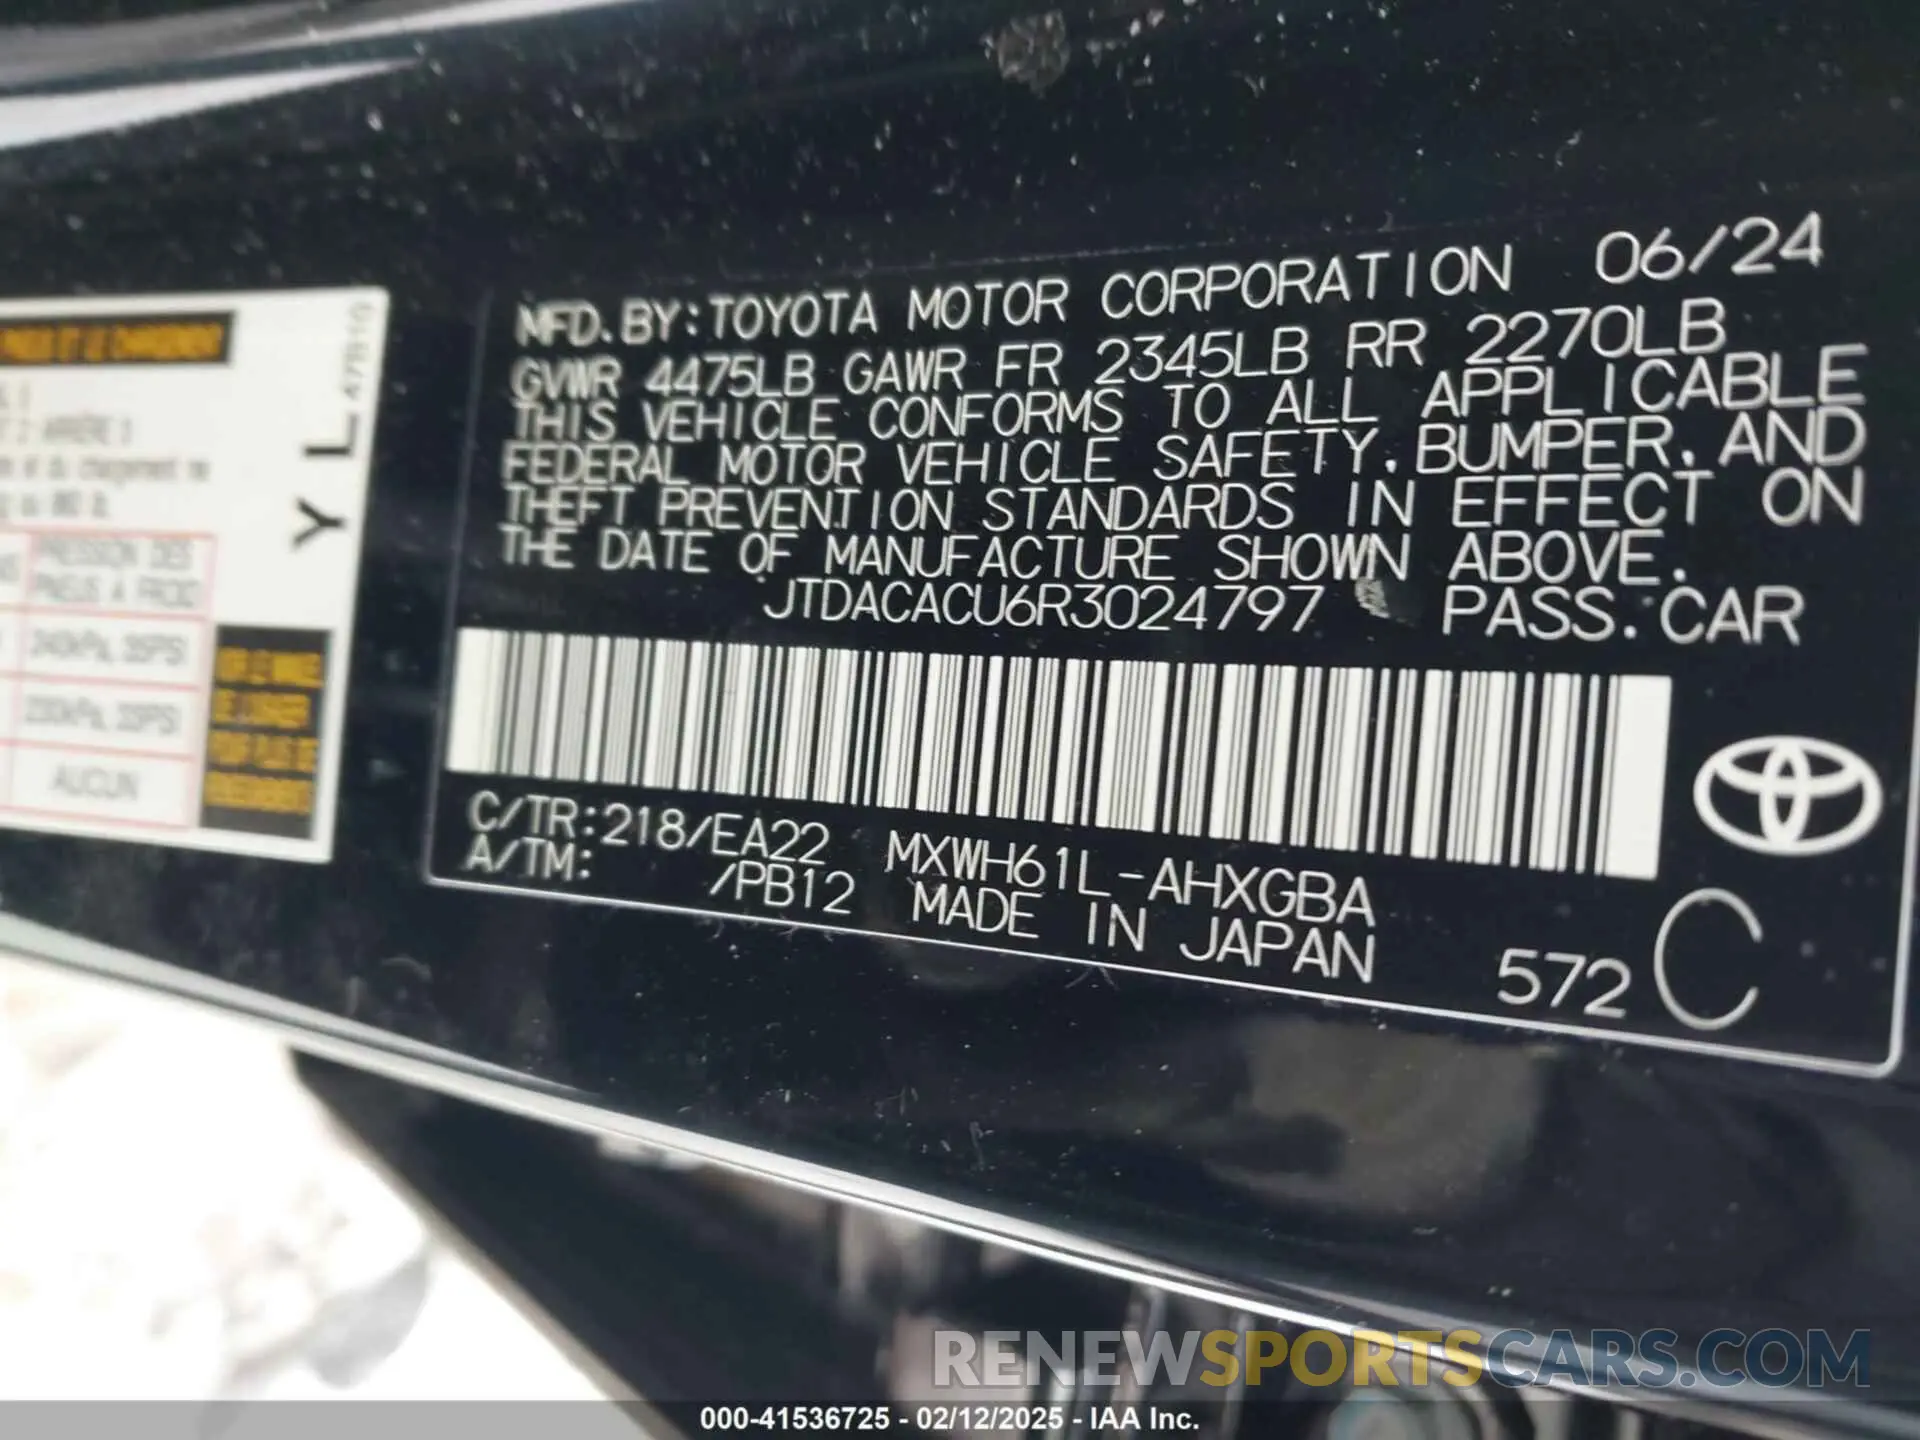 MFD.BY:TOYOTA MOTOR CORPORATION 06/24
GVWR 4475LB GAWR FR 2345LB RR 2270LB
THIS VEHICLE CONFORMS TO ALL APPLICABLE
FEDERAL MOTOR VEHICLE SAFETY, BUMPER, AND
THEFT PREVENTION STANDARDS IN EFFECT ON
THE DATE OF MANUFACTURE SHOWN ABOVE.
JTDACACU6R3024797 PASS.CAR
C/TR:218/EA22 MXWH61L-AHXGBA
A/TM: /PB12 MADE IN JAPAN
572 C
YL
PRESSION DES
PNEUS A FROID
240kPa, 35PSI
AUCUN
RENEWSPORTSCARS.COM
000-41536725 - 02/12/2025 - IAA Inc.